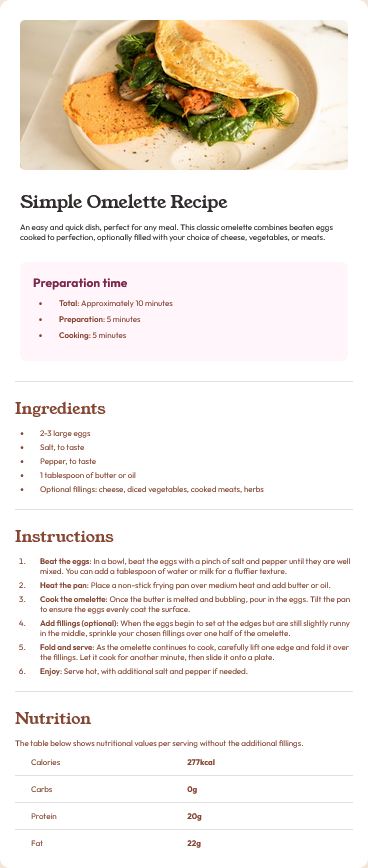 Simple Omelette Recipe
An easy and quick dish, perfect for any meal. This classic omelette combines beaten eggs
cooked to perfection, optionally filled with your choice of cheese, vegetables, or meats.
Preparation time
• Total: Approximately 10 minutes
• Preparation: 5 minutes
• Cooking: 5 minutes
Ingredients
• 2-3 large eggs
• Salt, to taste
• Pepper, to taste
• 1 tablespoon of butter or oil
• Optional fillings: cheese, diced vegetables, cooked meats, herbs
Instructions
1. Beat the eggs: In a bowl, beat the eggs with a pinch of salt and pepper until they are well
mixed. You can add a tablespoon of water or milk for a fluffier texture.
2. Heat the pan: Place a non-stick frying pan over medium heat and add butter or oil.
3. Cook the omelette: Once the butter is melted and bubbling, pour in the eggs. Tilt the pan
to ensure the eggs evenly coat the surface.
4. Add fillings (optional): When the eggs begin to set at the edges but are still slightly runny
in the middle, sprinkle your chosen fillings over one half of the omelette.
5. Fold and serve: As the omelette continues to cook, carefully lift one edge and fold it over
the fillings. Let it cook for another minute, then slide it onto a plate.
6. Enjoy: Serve hot, with additional salt and pepper if needed.
Nutrition
The table below shows nutritional values per serving without the additional fillings.
Calories 277kcal
Carbs 0g
Protein 20g
Fat 22g